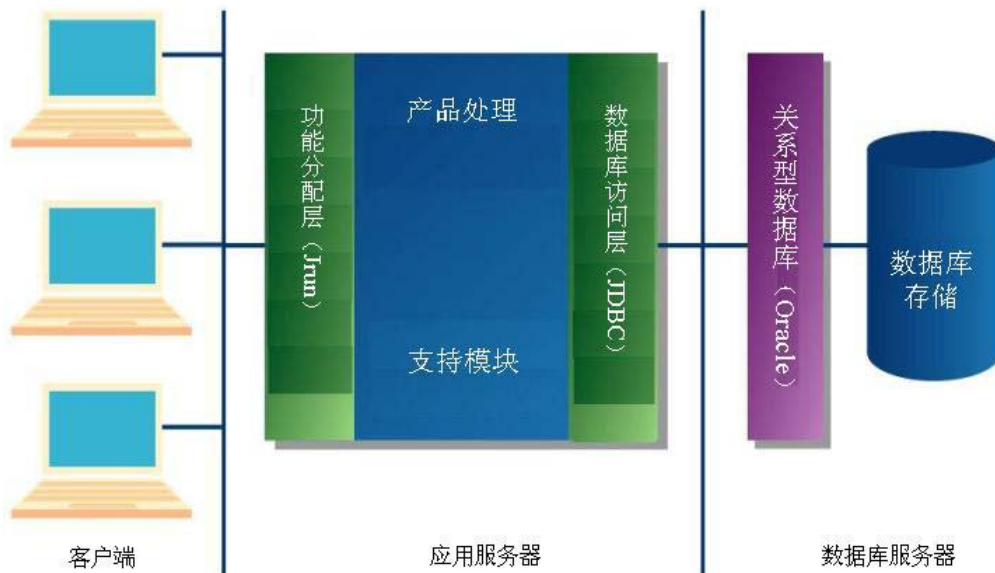 功能分配层（Jrun）
产品处理
支持模块
数据库访问层（JDBC）
关系型数据库（Oracle）
数据库
存储
客户端
应用服务器
数据库服务器